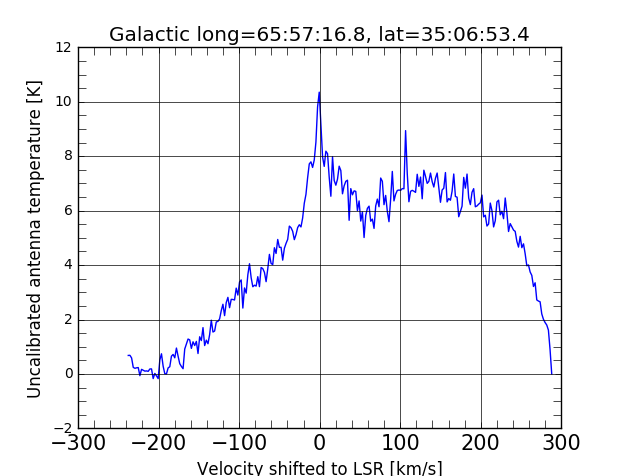 Galactic long=65:57:16.8, lat=35:06:53.4
Uncalibrated antenna temperature [K]
12
10
8
6
4
2
0
−2
−300 −200 −100 0 100 200 300
Velocity shifted to LSR [km/s]